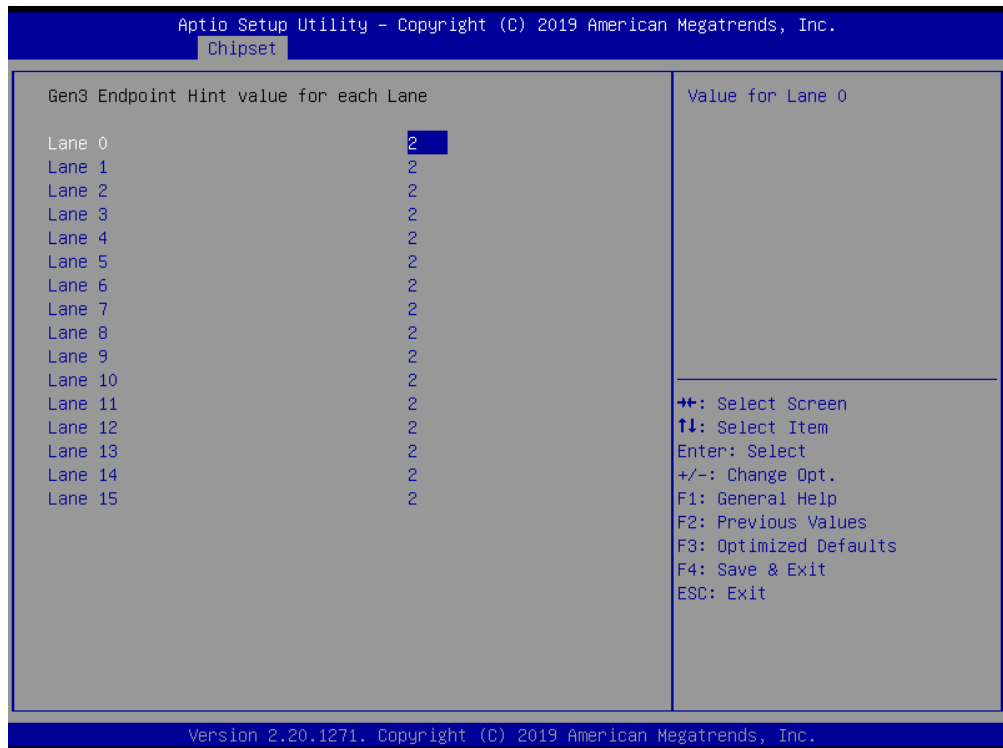 Aptio Setup Utility – Copyright (C) 2019 American Megatrends, Inc.
Chipset
Gen3 Endpoint Hint value for each Lane
Lane 0 2
Lane 1 2
Lane 2 2
Lane 3 2
Lane 4 2
Lane 5 2
Lane 6 2
Lane 7 2
Lane 8 2
Lane 9 2
Lane 10 2
Lane 11 2
Lane 12 2
Lane 13 2
Lane 14 2
Lane 15 2
Value for Lane 0
→←: Select Screen
↑↓: Select Item
Enter: Select
+/-: Change Opt.
F1: General Help
F2: Previous Values
F3: Optimized Defaults
F4: Save & Exit
ESC: Exit
Version 2.20.1271. Copyright (C) 2019 American Megatrends, Inc.